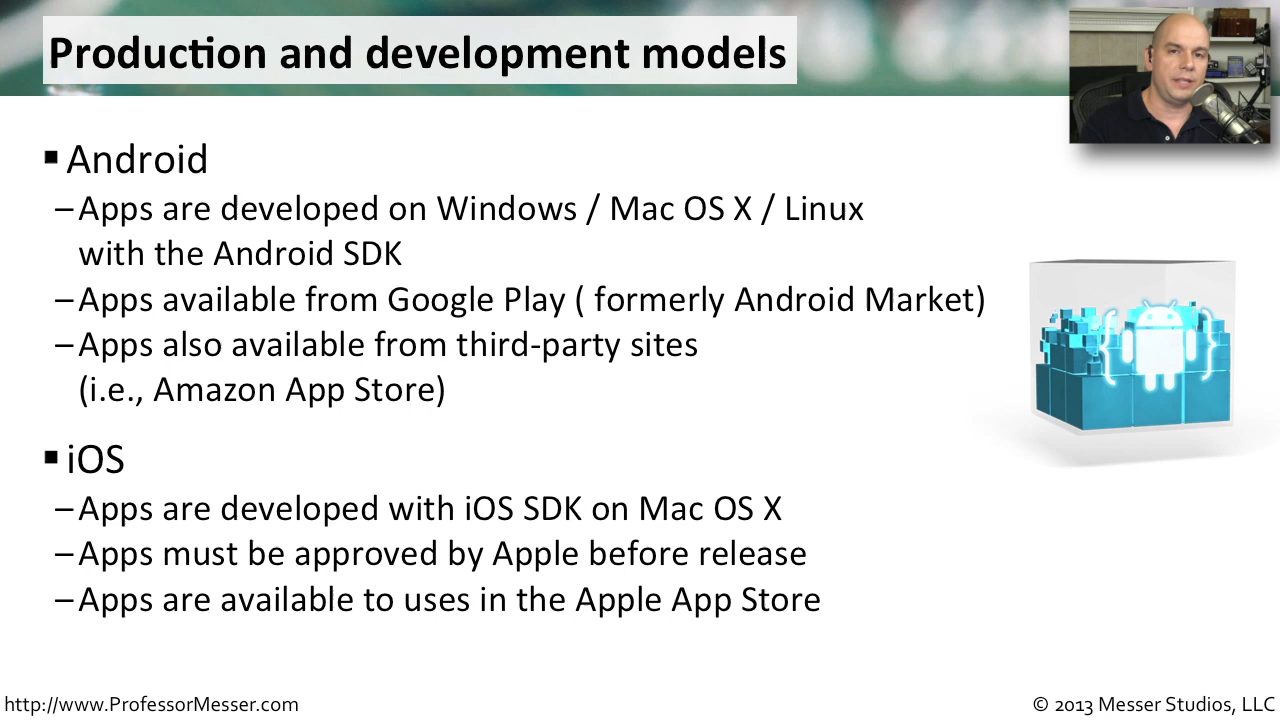 Production and development models
▪ Android
–Apps are developed on Windows / Mac OS X / Linux
with the Android SDK
–Apps available from Google Play ( formerly Android Market)
–Apps also available from third-party sites
(i.e., Amazon App Store)
▪ iOS
–Apps are developed with iOS SDK on Mac OS X
–Apps must be approved by Apple before release
–Apps are available to uses in the Apple App Store
http://www.ProfessorMesser.com
© 2013 Messer Studios, LLC